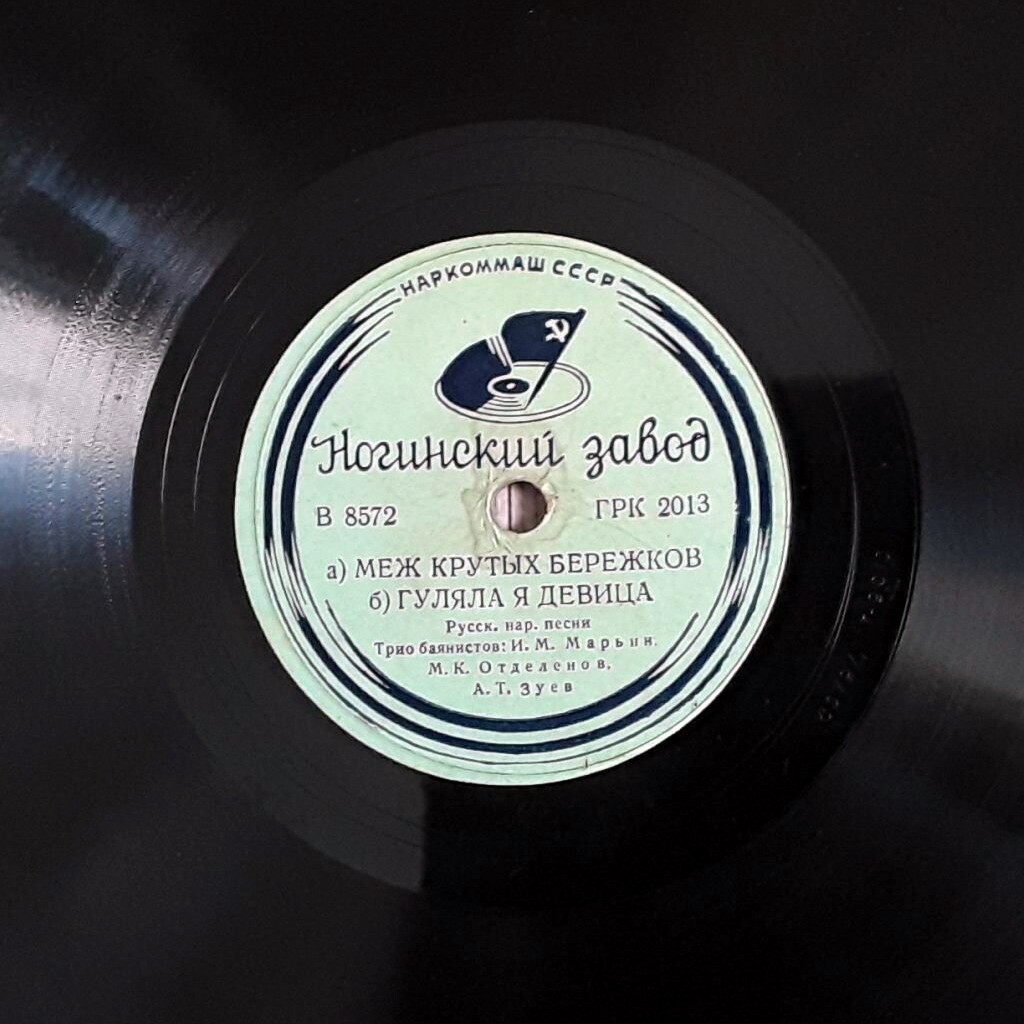 НАРКОММАШ СССР
Ногинский завод
В 8572 ГРК 2013
а) МЕЖ КРУТЫХ БЕРЕЖКОВ
б) ГУЛЯЛА Я ДЕВИЦА
Русск. нар. песни
Трио баянистов: И. М. Марьин,
М. К. Отделенов,
А. Т. Зуев